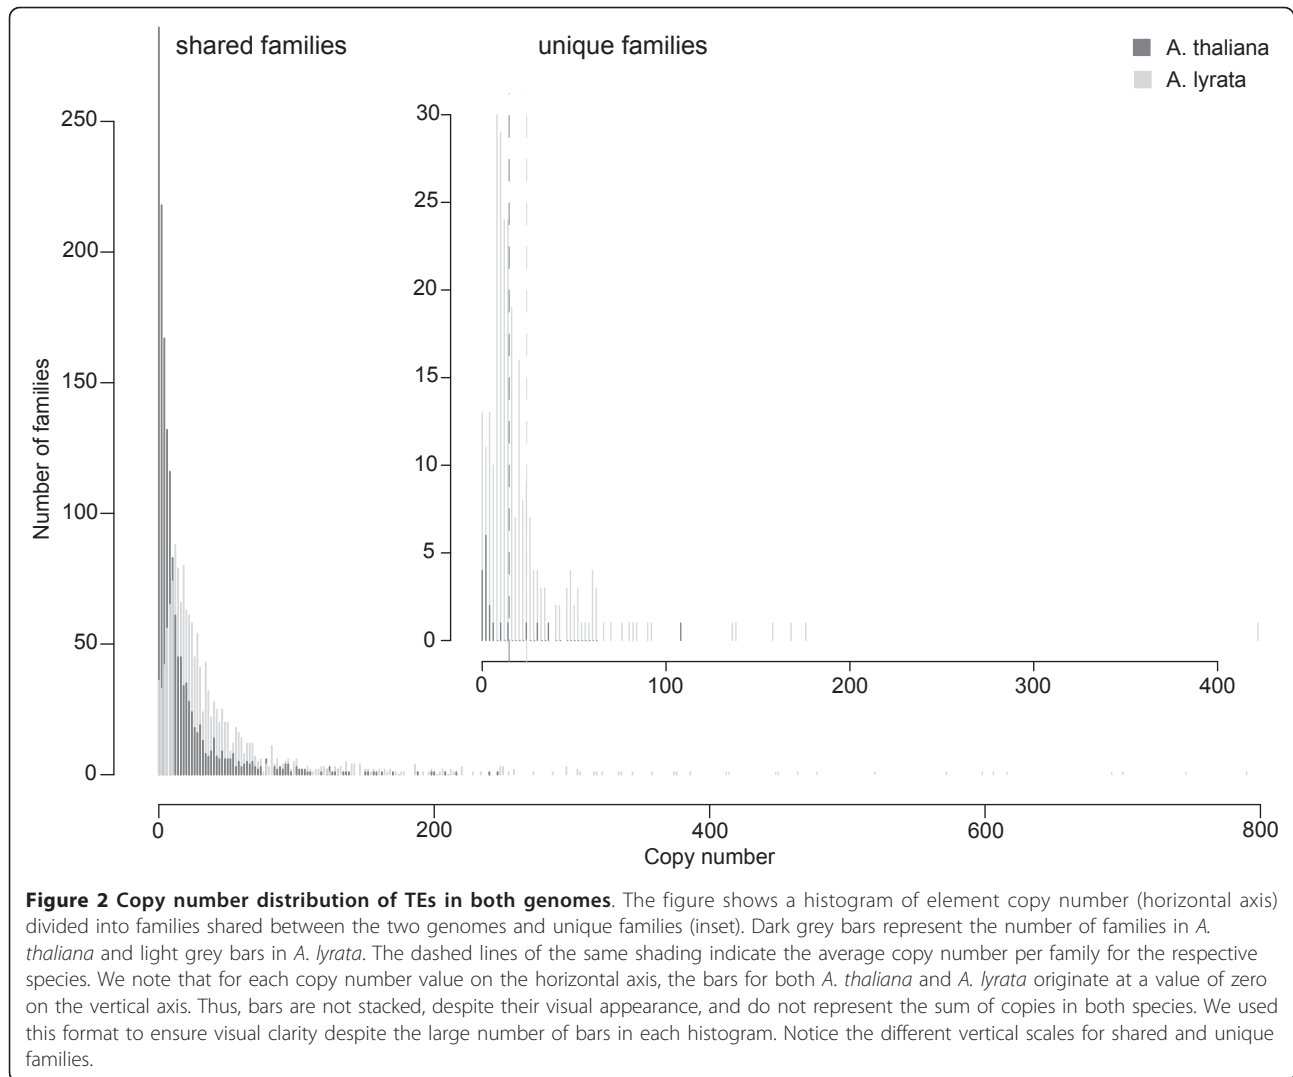 shared families
unique families
A. thaliana
A. lyrata
250
200
150
100
50
0
Number of families
30
25
20
15
10
5
0
0
100
200
300
400
0
200
400
600
800
Copy number
Figure 2 Copy number distribution of TEs in both genomes. The figure shows a histogram of element copy number (horizontal axis)
divided into families shared between the two genomes and unique families (inset). Dark grey bars represent the number of families in A.
thaliana and light grey bars in A. lyrata. The dashed lines of the same shading indicate the average copy number per family for the respective
species. We note that for each copy number value on the horizontal axis, the bars for both A. thaliana and A. lyrata originate at a value of zero
on the vertical axis. Thus, bars are not stacked, despite their visual appearance, and do not represent the sum of copies in both species. We used
this format to ensure visual clarity despite the large number of bars in each histogram. Notice the different vertical scales for shared and unique
families.